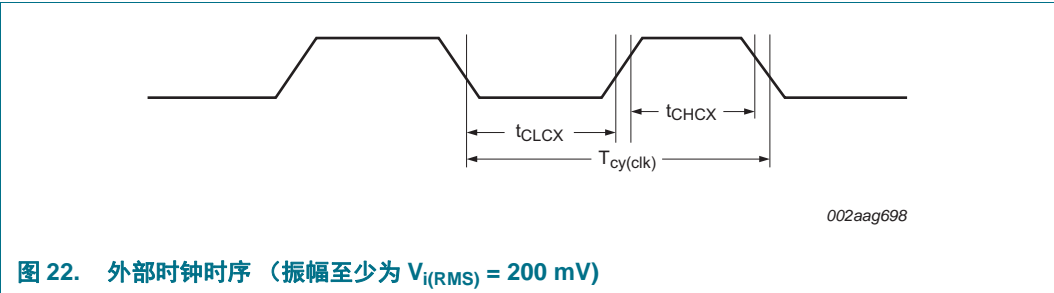 tCHCX
tCLCX
Tcy(clk)
002aag698
图 22. 外部时钟时序 （振幅至少为 Vi(RMS) = 200 mV)